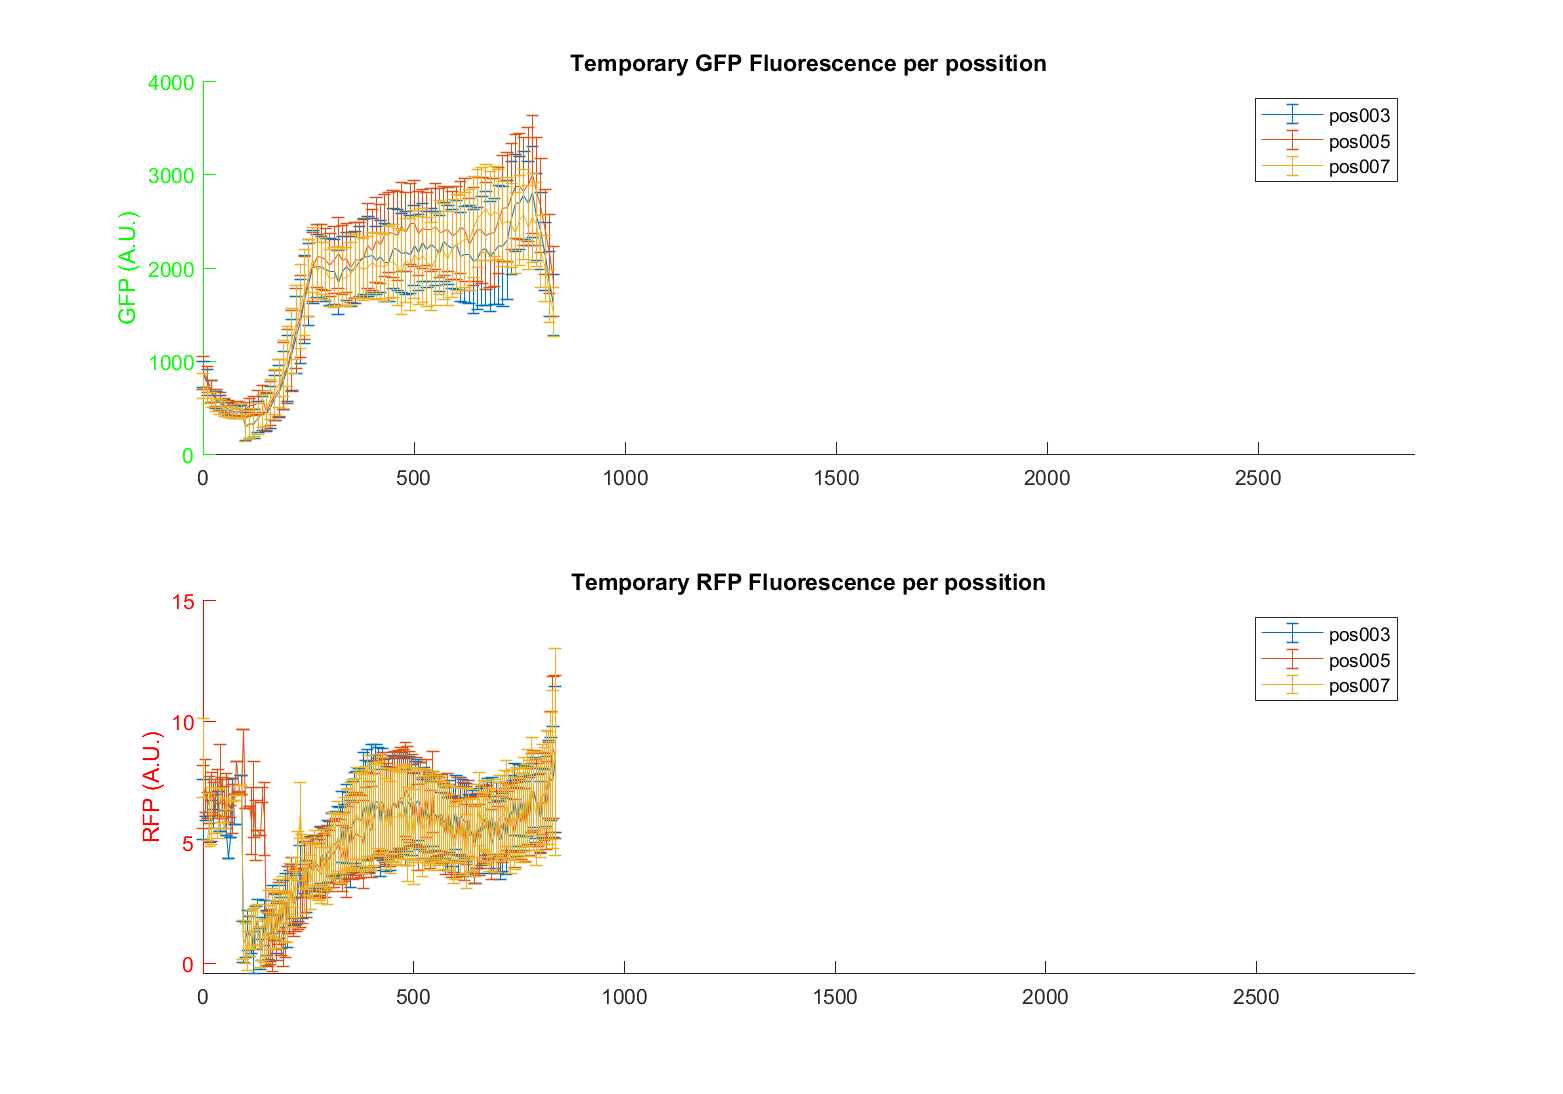 Temporary GFP Fluorescence per possition
4000
3000
2000
1000
0
GFP (A.U.)
pos003
pos005
pos007
0 500 1000 1500 2000 2500
Temporary RFP Fluorescence per possition
15
10
5
0
RFP (A.U.)
pos003
pos005
pos007
0 500 1000 1500 2000 2500